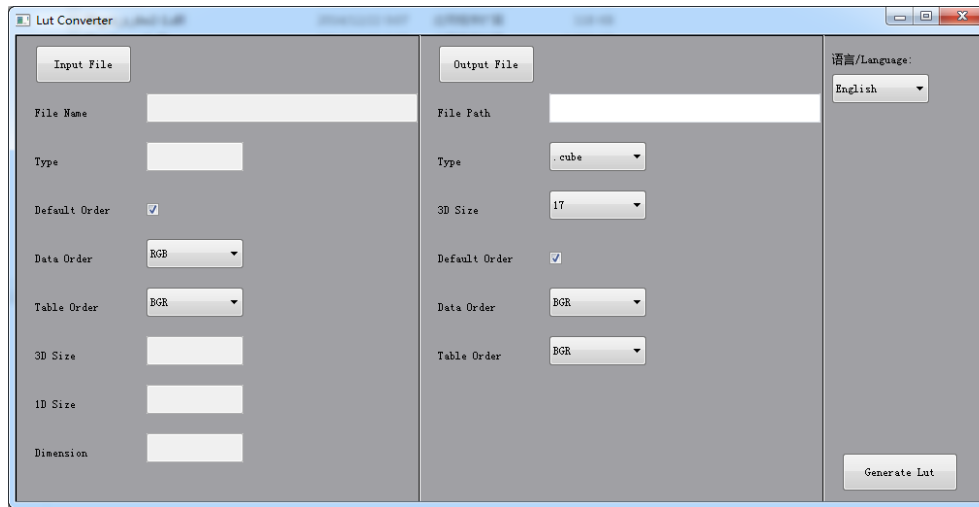 Lut Converter
Input File
File Name
Type
Default Order
Data Order
RGB
Table Order
BGR
3D Size
1D Size
Dimension
Output File
File Path
Type
.cube
3D Size
17
Default Order
Data Order
BGR
Table Order
BGR
语言/Language:
English
Generate Lut